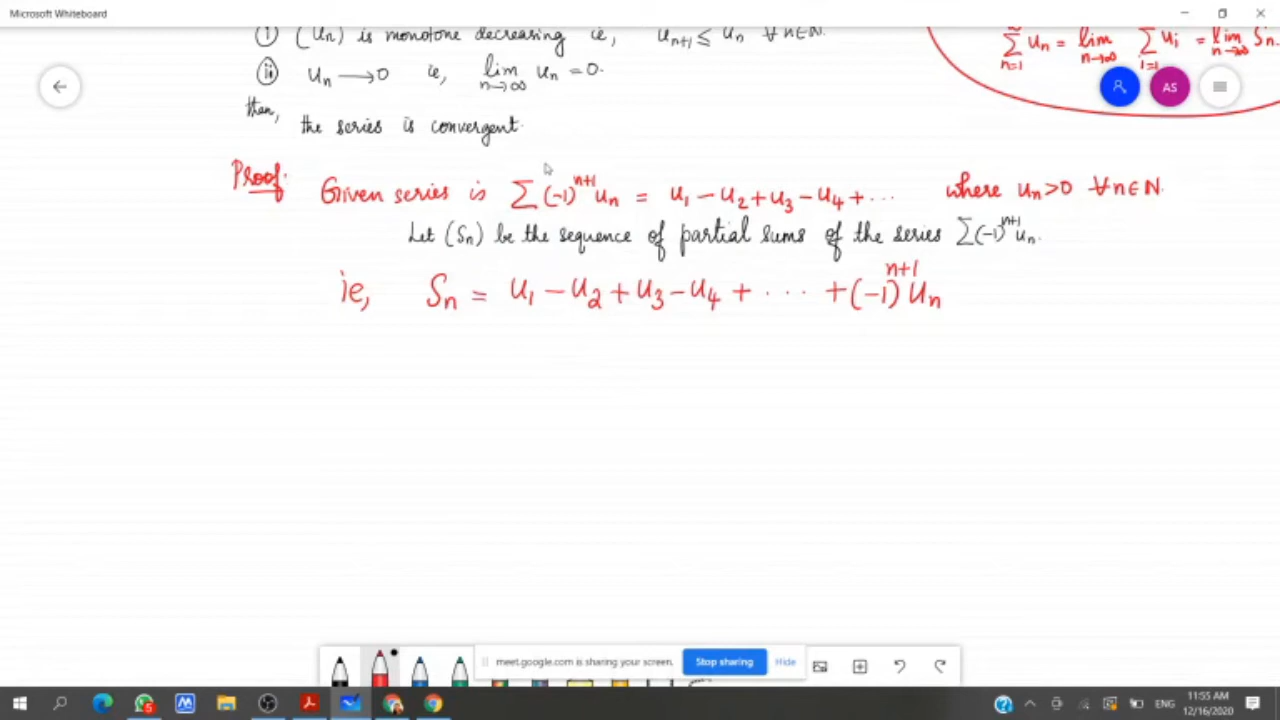 Microsoft Whiteboard
(i) (Un) is monotone decreasing ie, Un+1 ≤ Un ∀ n∈N.
(ii) Un → 0 ie, lim n→∞ Un = 0.
then,
the series is convergent.
∑ n=1 Un = lim n→∞ ∑ i=1 Ui = lim n→∞ Sn.
AS
Proof: Given series is ∑ (-1)^{n+1} Un = U1 - U2 + U3 - U4 + ... where Un > 0 ∀ n∈N.
Let (Sn) be the sequence of partial sums of the series ∑(-1)^{n+1} Un.
ie, Sn = U1 - U2 + U3 - U4 + .... + (-1)^{n+1} Un
meet.google.com is sharing your screen. Stop sharing Hide
ENG
11:55 AM
12/16/2020